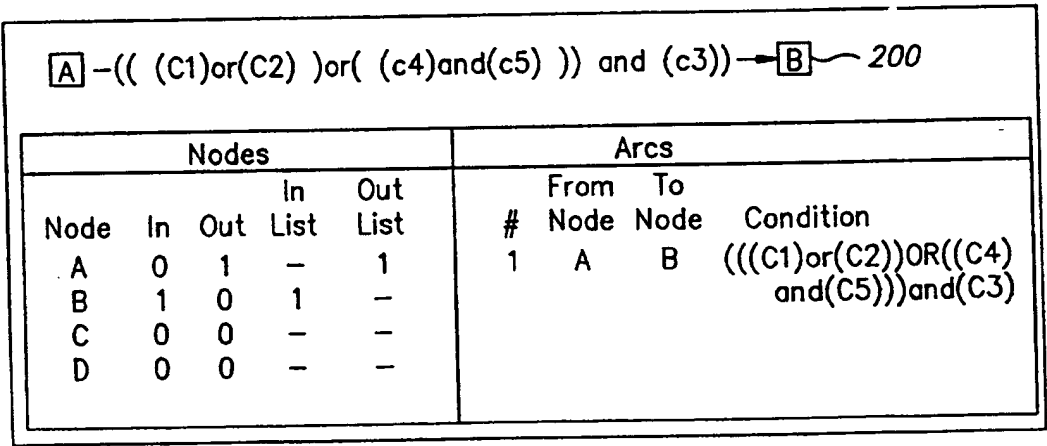 A –(( (C1)or(C2) )or( (c4)and(c5) )) and (c3))→B 200
Nodes Arcs
In Out From To
Node In Out List List # Node Node Condition
A 0 1 – 1 1 A B (((C1)or(C2))OR((C4)
B 1 0 1 – and(C5)))and(C3)
C 0 0 – –
D 0 0 – –